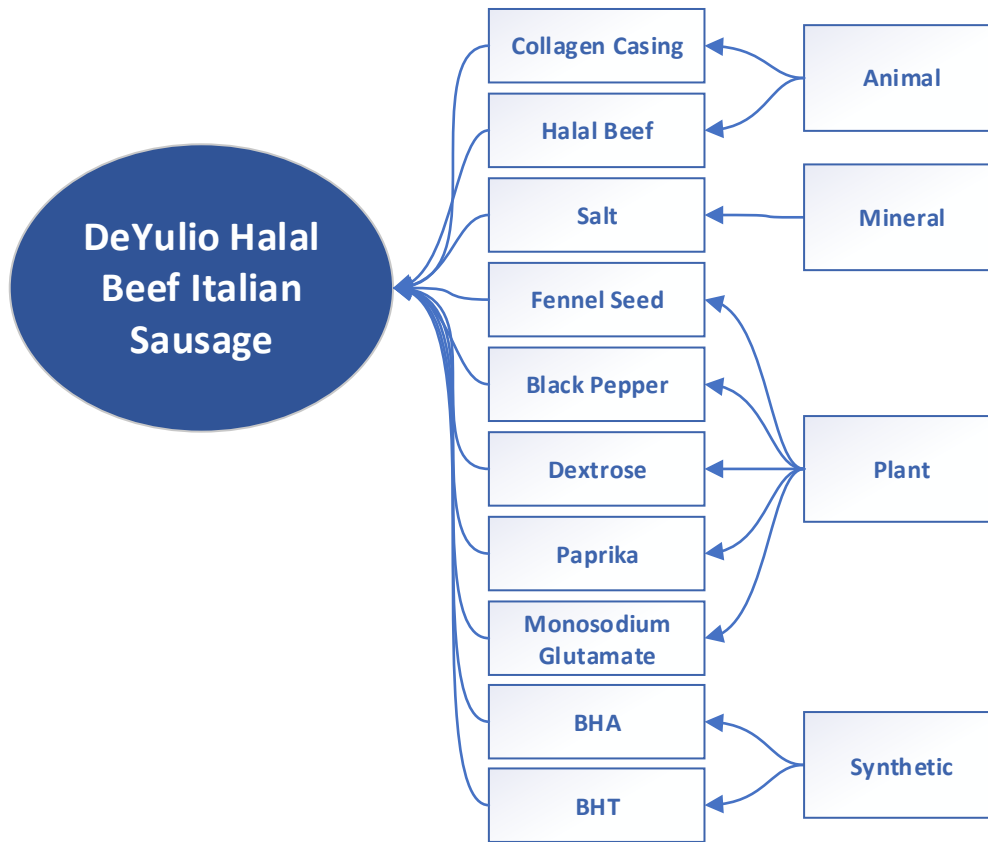 DeYulio Halal
Beef Italian
Sausage
Collagen Casing
Halal Beef
Salt
Fennel Seed
Black Pepper
Dextrose
Paprika
Monosodium
Glutamate
BHA
BHT
Animal
Mineral
Plant
Synthetic